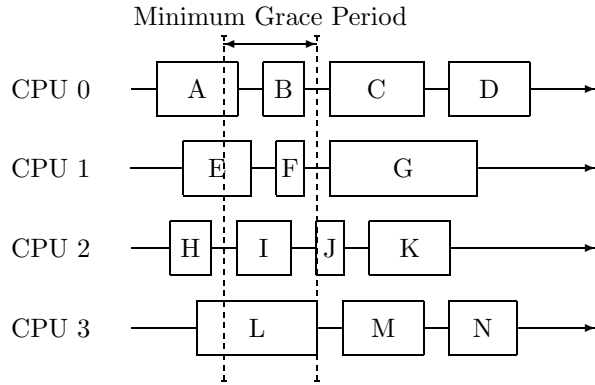 Minimum Grace Period
CPU 0 A B C D
CPU 1 E F G
CPU 2 H I J K
CPU 3 L M N